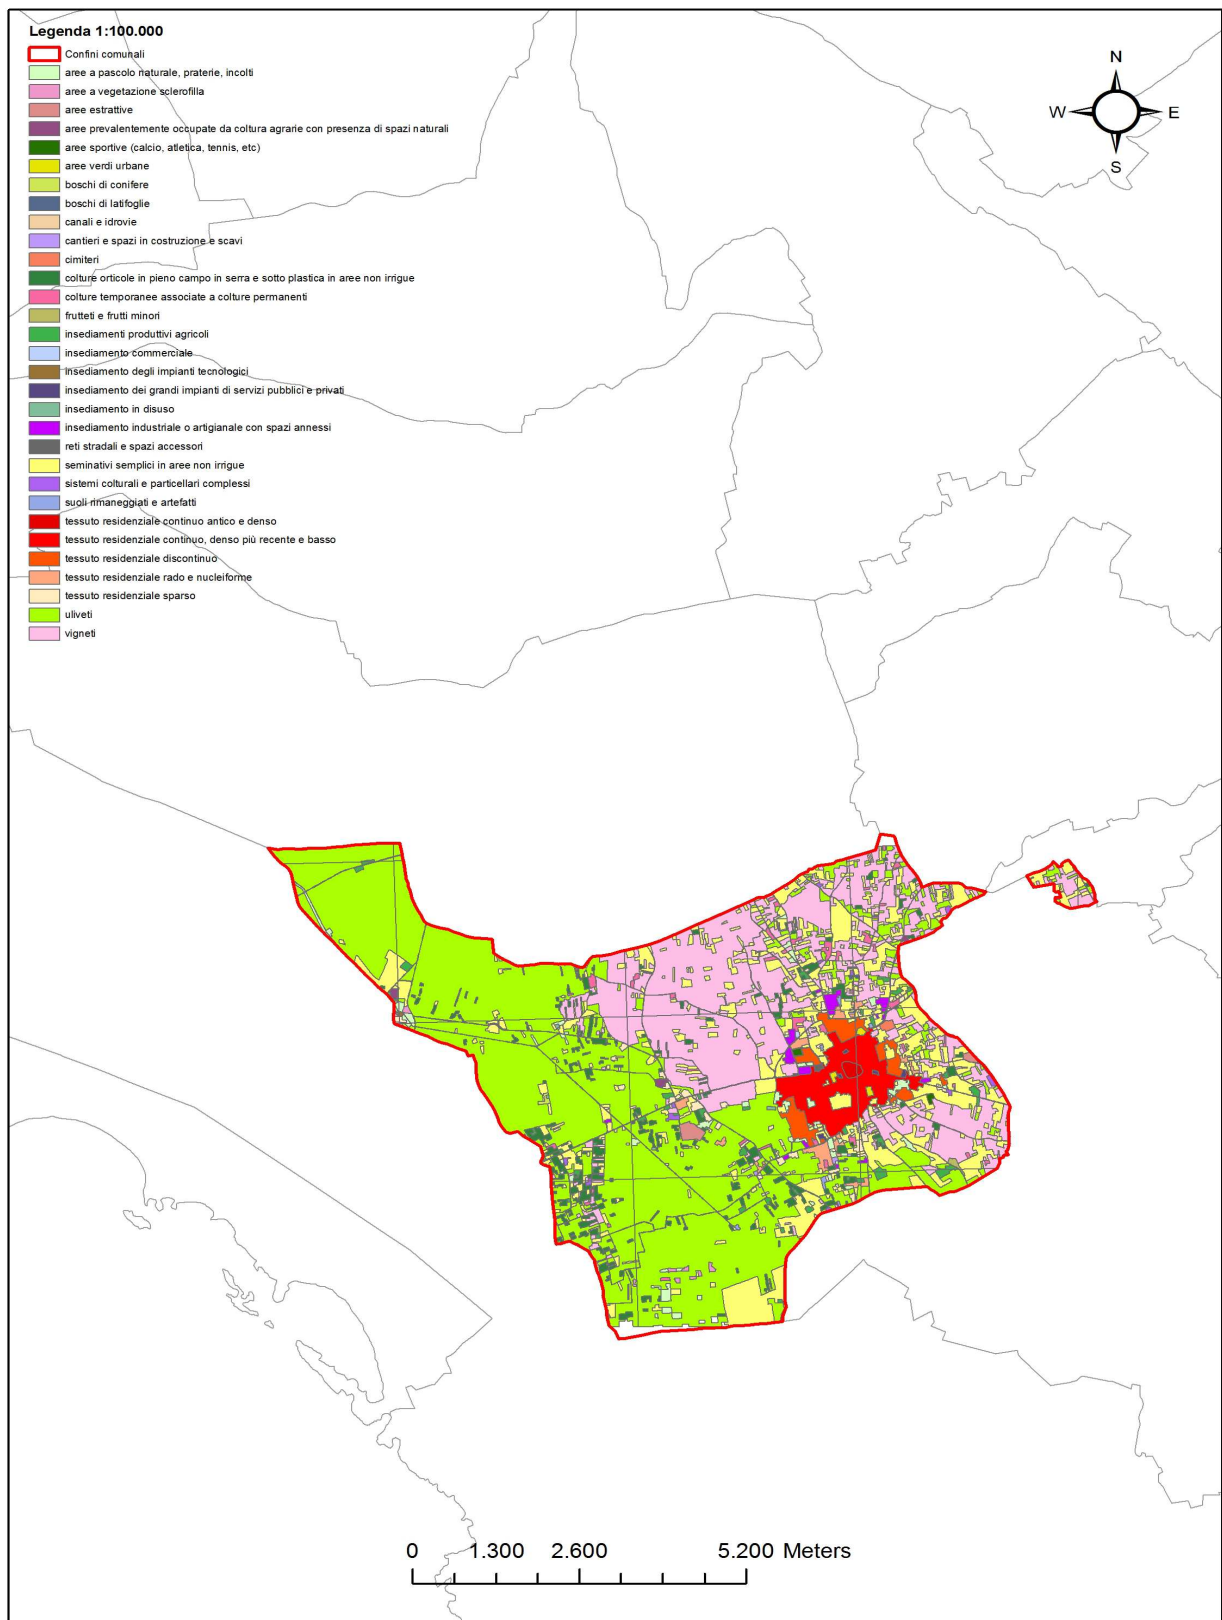 Legenda 1:100.000
Confini comunali
aree a pascolo naturale, praterie, incolti
aree a vegetazione sclerofilla
aree estrattive
aree prevalentemente occupate da coltura agrarie con presenza di spazi naturali
aree sportive (calcio, atletica, tennis, etc)
aree verdi urbane
boschi di conifere
boschi di latifoglie
canali e idrovie
cantieri e spazi in costruzione e scavi
cimiteri
colture orticole in pieno campo in serra e sotto plastica in aree non irrigue
colture temporanee associate a colture permanenti
frutteti e frutti minori
insediamenti produttivi agricoli
insediamento commerciale
insediamento degli impianti tecnologici
insediamento dei grandi impianti di servizi pubblici e privati
insediamento in disuso
insediamento industriale o artigianale con spazi annessi
reti stradali e spazi accessori
seminativi semplici in aree non irrigue
sistemi colturali e particellari complessi
suoli rimaneggiati e artefatti
tessuto residenziale continuo antico e denso
tessuto residenziale continuo, denso più recente e basso
tessuto residenziale discontinuo
tessuto residenziale rado e nucleiforme
tessuto residenziale sparso
uliveti
vigneti
N
W E
S
0 1.300 2.600 5.200 Meters